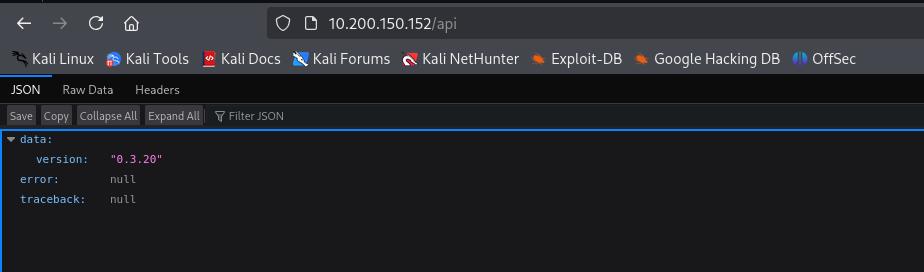 10.200.150.152/api
Kali Linux Kali Tools Kali Docs Kali Forums Kali NetHunter Exploit-DB Google Hacking DB OffSec
JSON Raw Data Headers
Save Copy Collapse All Expand All Filter JSON
data:
version: "0.3.20"
error: null
traceback: null